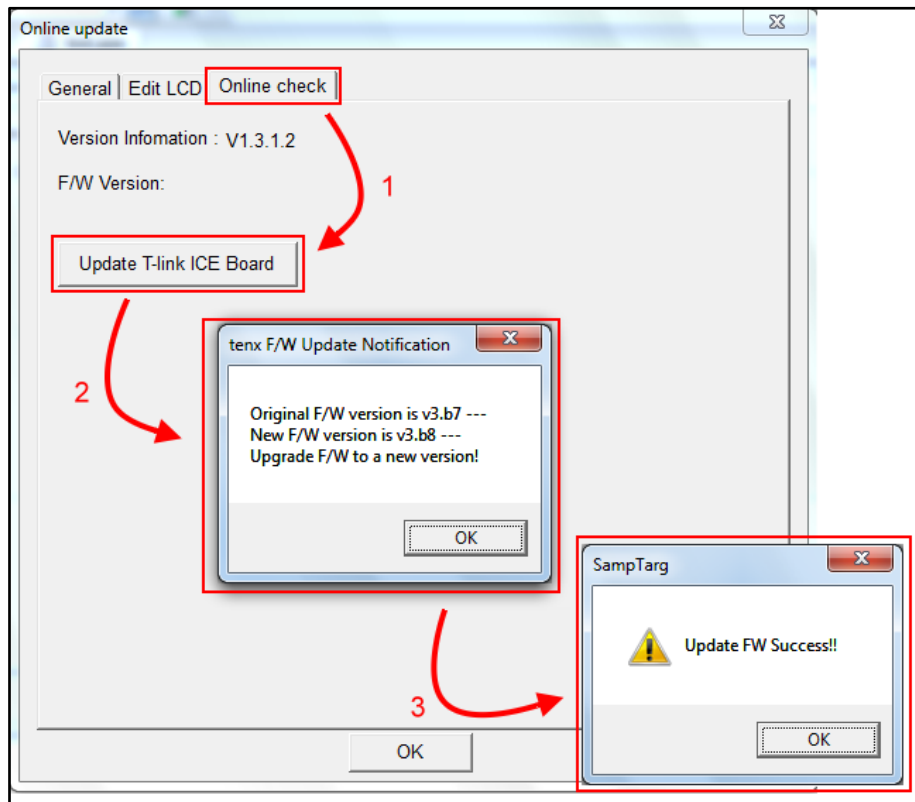 Online update
General
Edit LCD
Online check
Version Infomation : V1.3.1.2
1
F/W Version:
Update T-link ICE Board
2
tenx F/W Update Notification
Original F/W version is v3.b7 ---
New F/W version is v3.b8 ---
Upgrade F/W to a new version!
OK
SampTarg
Update FW Success!!
3
OK
OK